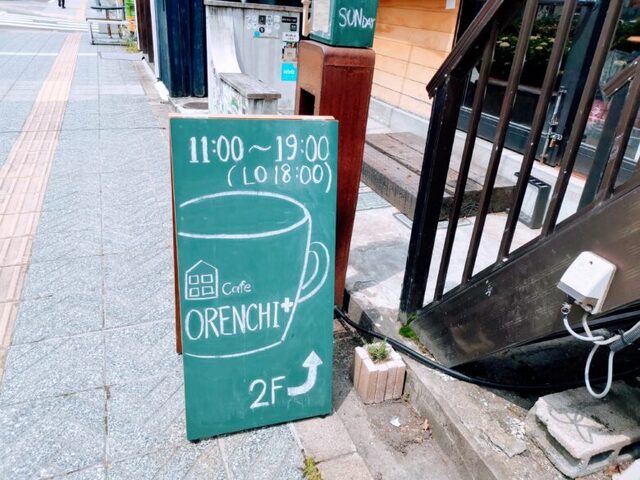 SUNDAY
11:00~19:00
(LO 18:00)
Cafe
ORENCHI+
2F